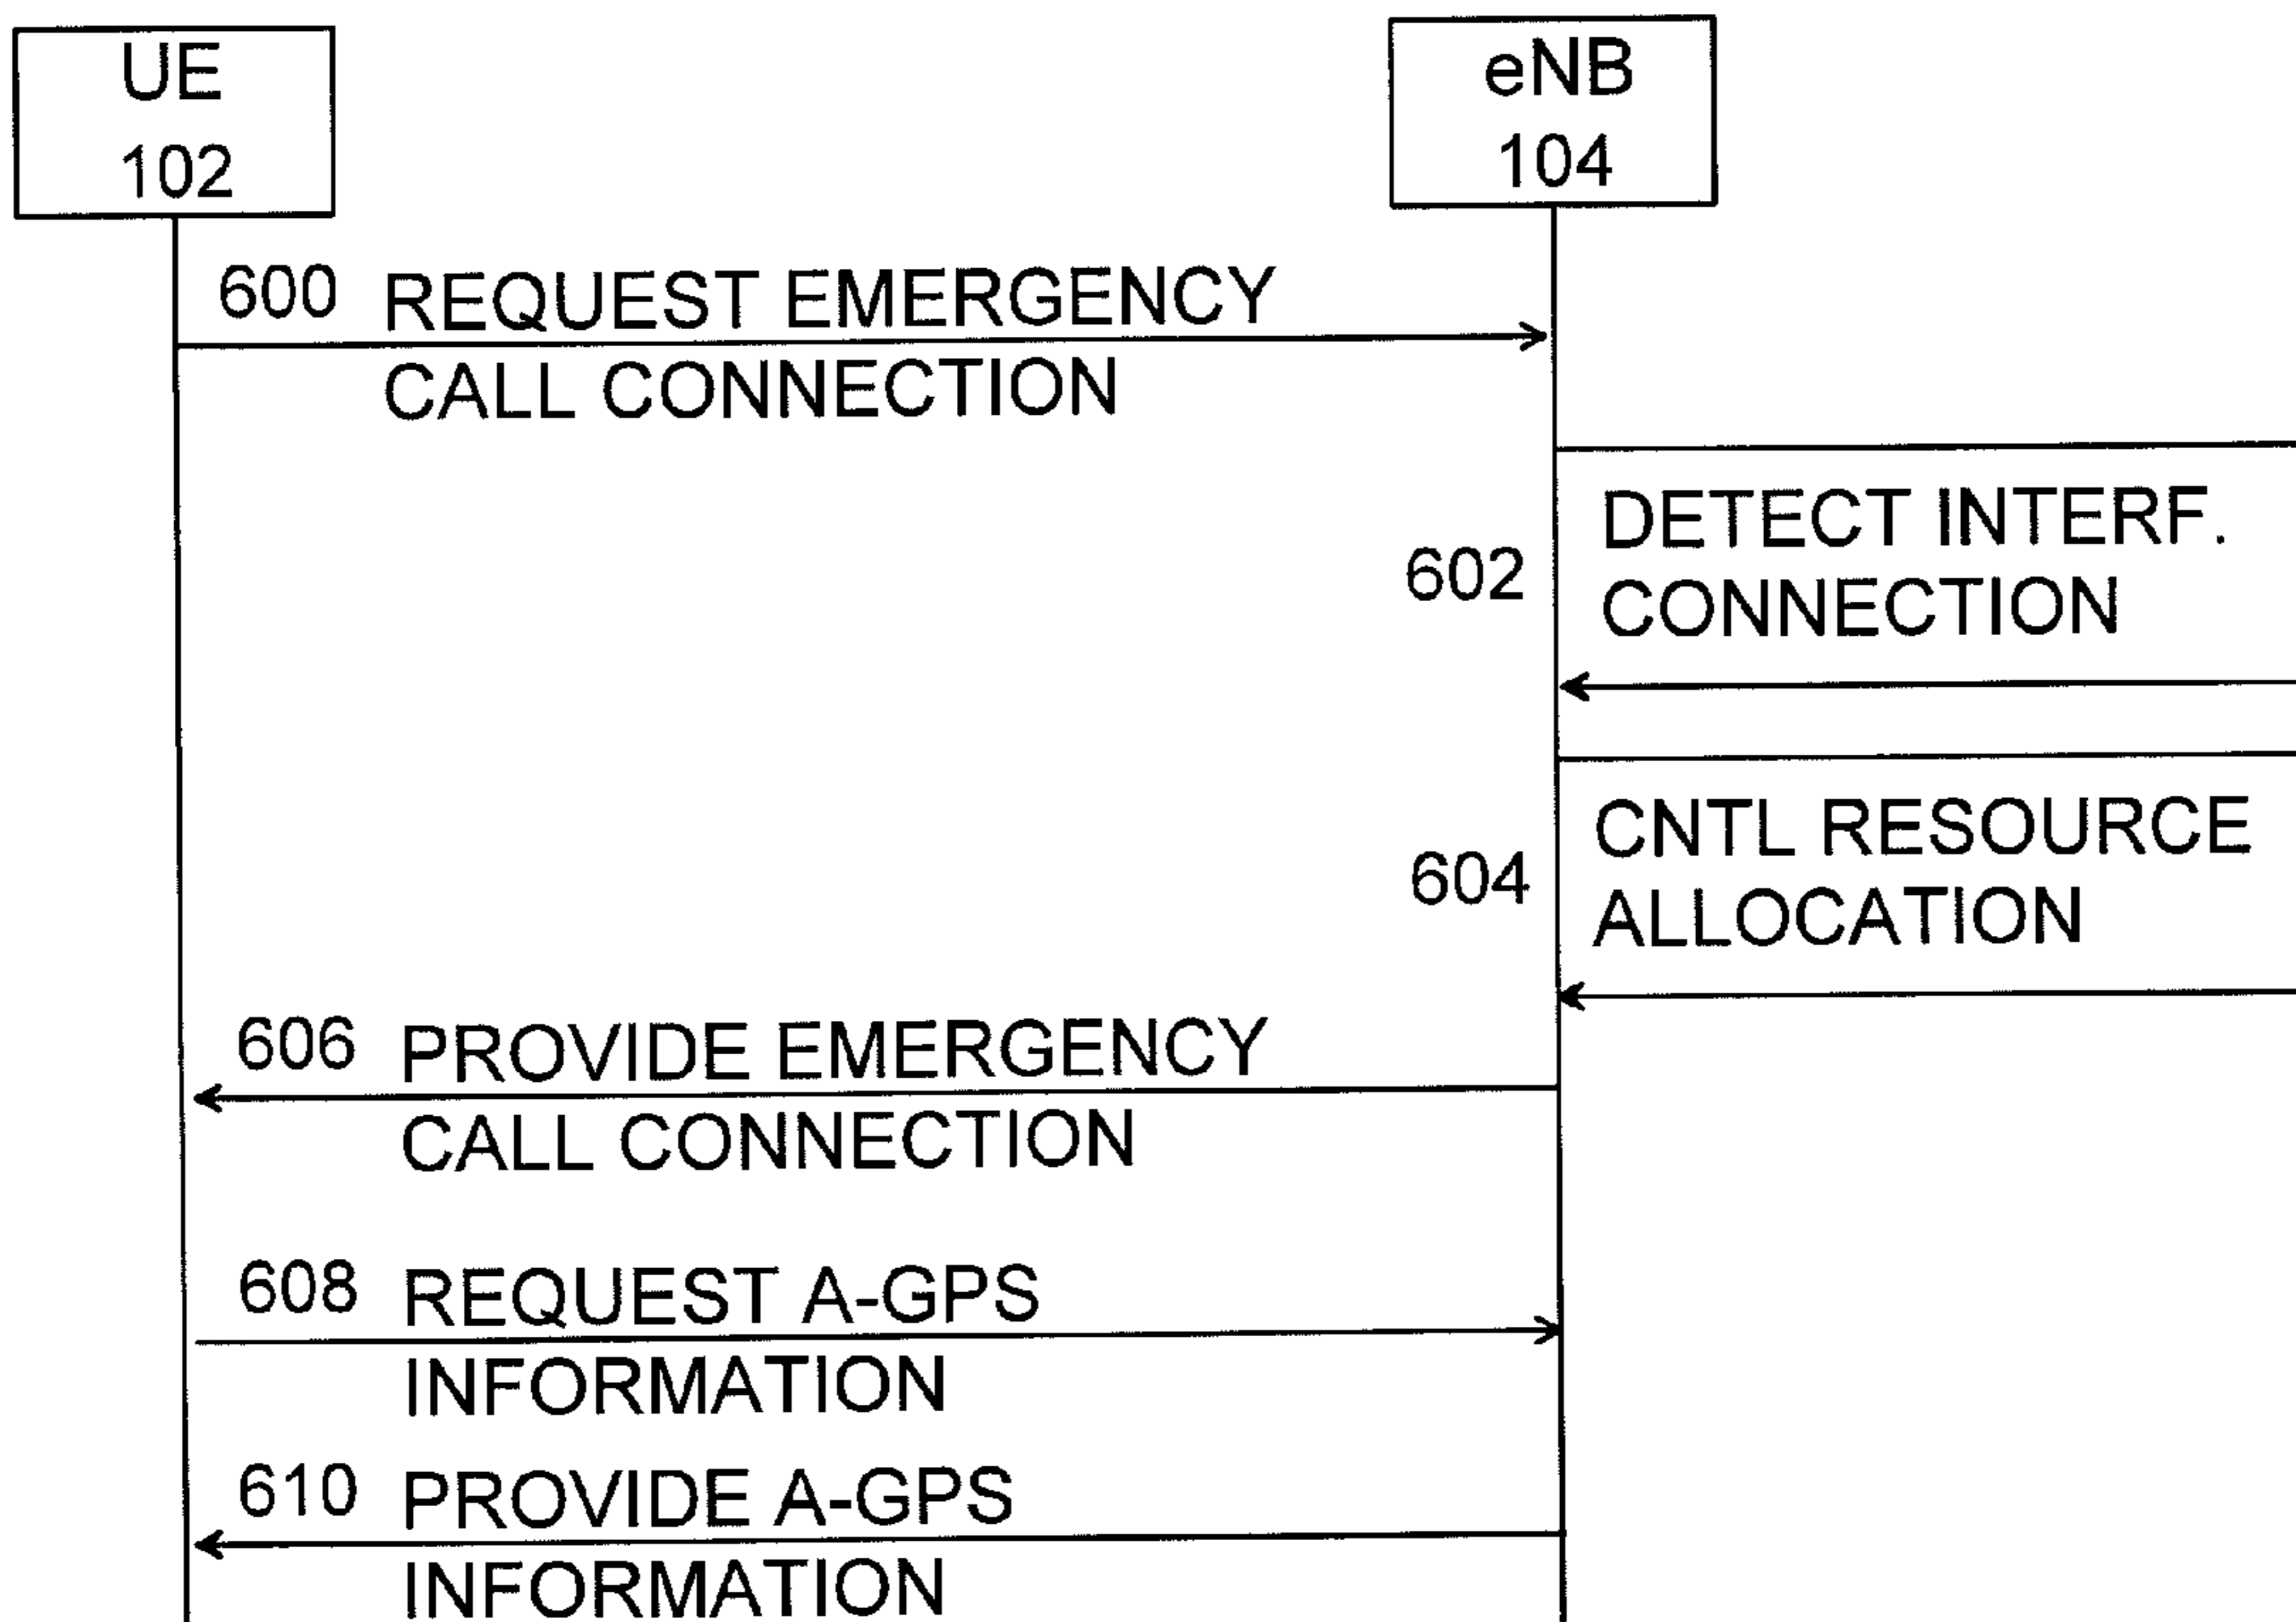 UE
102
eNB
104
600 REQUEST EMERGENCY
CALL CONNECTION
602
DETECT INTERF.
CONNECTION
604
CNTL RESOURCE
ALLOCATION
606 PROVIDE EMERGENCY
CALL CONNECTION
608 REQUEST A-GPS
INFORMATION
610 PROVIDE A-GPS
INFORMATION